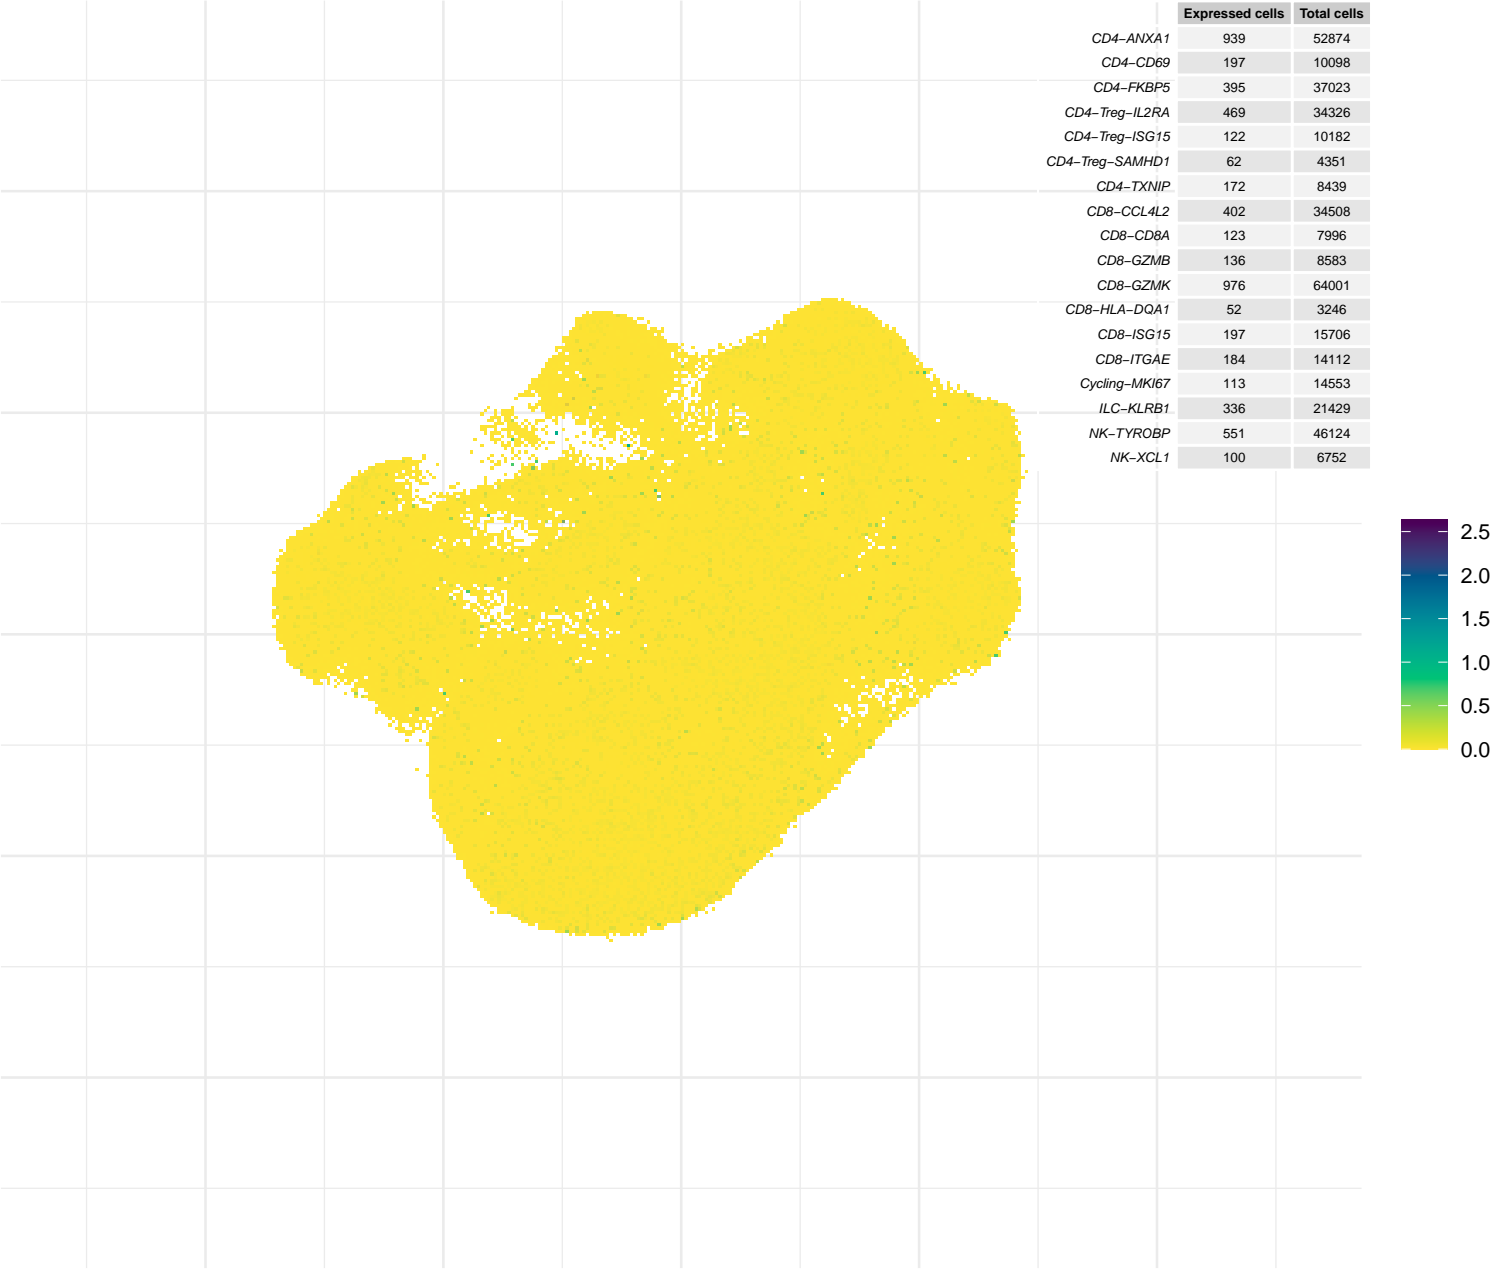 Expressed cells Total cells
CD4−ANXA1 939 52874
CD4−CD69 197 10098
CD4−FKBP5 395 37023
CD4−Treg−IL2RA 469 34326
CD4−Treg−ISG15 122 10182
CD4−Treg−SAMHD1 62 4351
CD4−TXNIP 172 8439
CD8−CCL4L2 402 34508
CD8−CD8A 123 7996
CD8−GZMB 136 8583
CD8−GZMK 976 64001
CD8−HLA−DQA1 52 3246
CD8−ISG15 197 15706
CD8−ITGAE 184 14112
Cycling−MKI67 113 14553
ILC−KLRB1 336 21429
NK−TYROBP 551 46124
NK−XCL1 100 6752
2.5
2.0
1.5
1.0
0.5
0.0